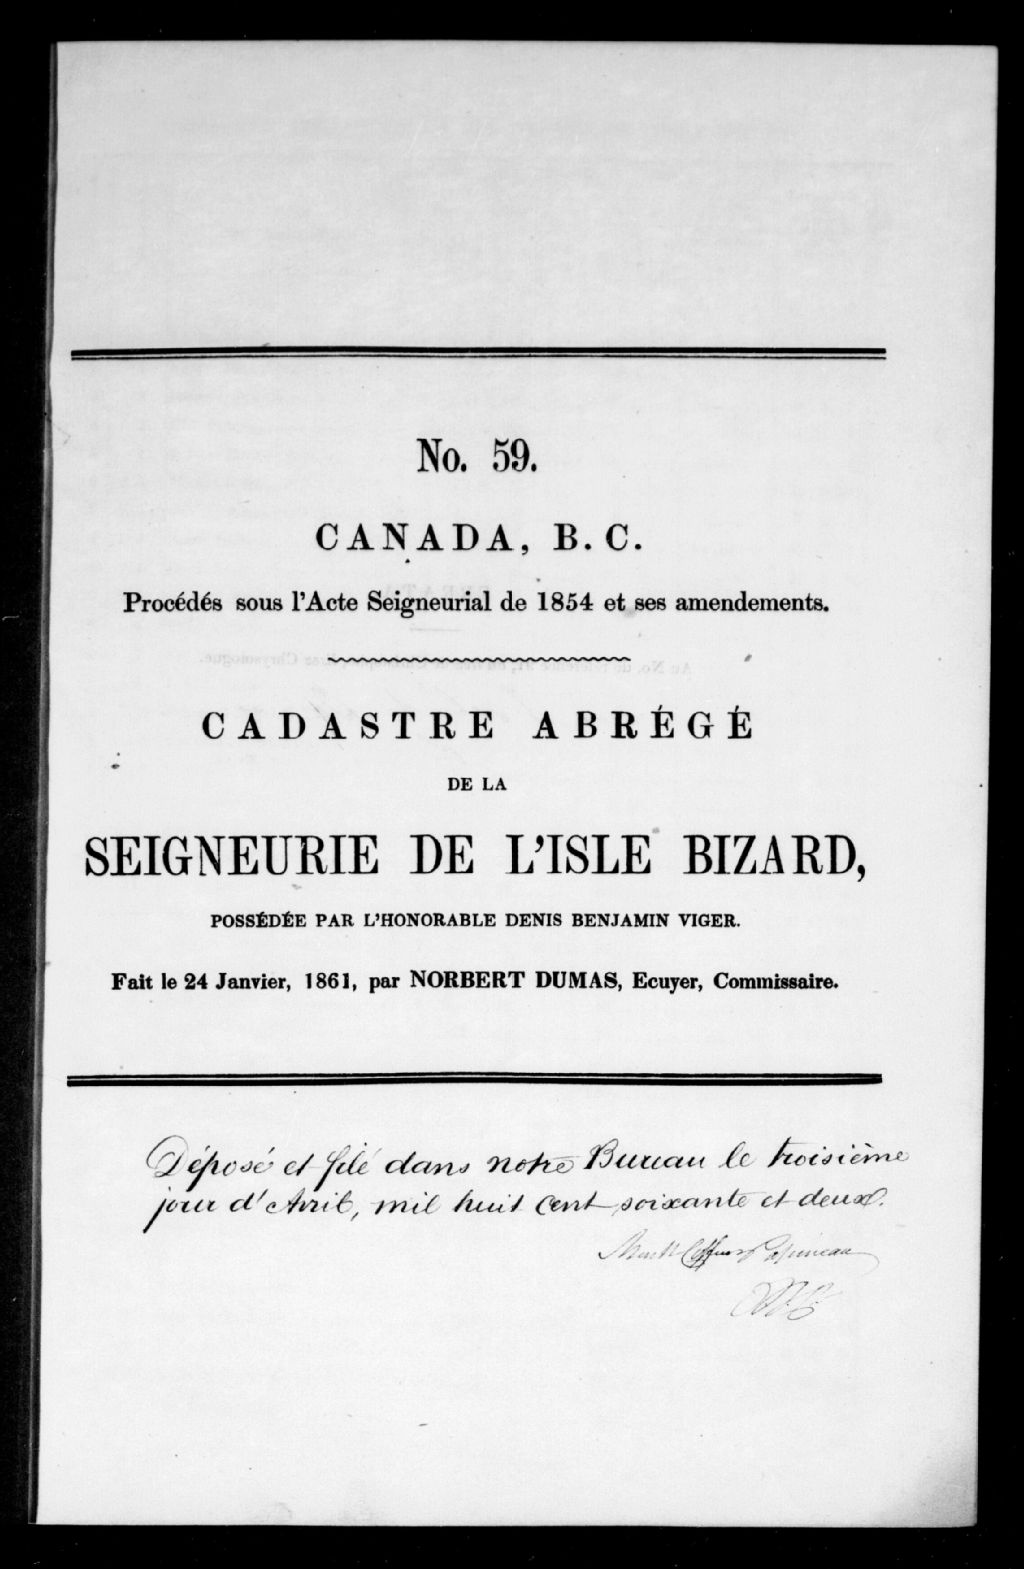 No. 59.
CANADA, B. C.
Procédés sous l'Acte Seigneurial de 1854 et ses amendements.
CADASTRE ABRÉGÉ
DE LA
SEIGNEURIE DE L'ISLE BIZARD,
POSSÉDÉE PAR L'HONORABLE DENIS BENJAMIN VIGER.
Fait le 24 Janvier, 1861, par NORBERT DUMAS, Ecuyer, Commissaire.
Déposé et filé dans notre Bureau le troisième
jour d'Avril, mil huit cent soixante et deux.
Papineau